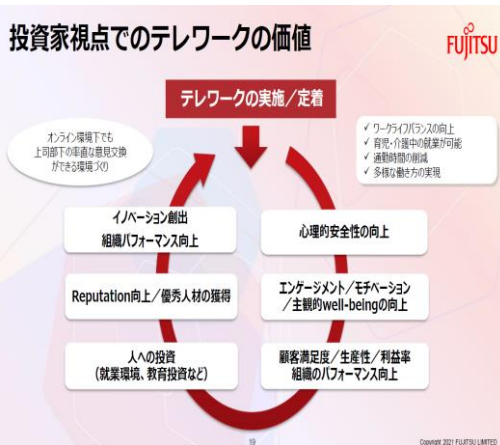 投資家視点でのテレワークの価値
FUJITSU
テレワークの実施/定着
オンライン環境下でも
上司部下の率直な意見交換
ができる環境づくり
✓ ワークライフバランスの向上
✓ 育児・介護中の就業が可能
✓ 通勤時間の削減
✓ 多様な働き方の実現
イノベーション創出
組織パフォーマンス向上
心理的安全性の向上
Reputation向上/優秀人材の獲得
エンゲージメント/モチベーション
/主観的well-beingの向上
人への投資
(就業環境、教育投資など)
顧客満足度/生産性/利益率
組織のパフォーマンス向上
19
Copyright 2021 FUJITSU LIMITED